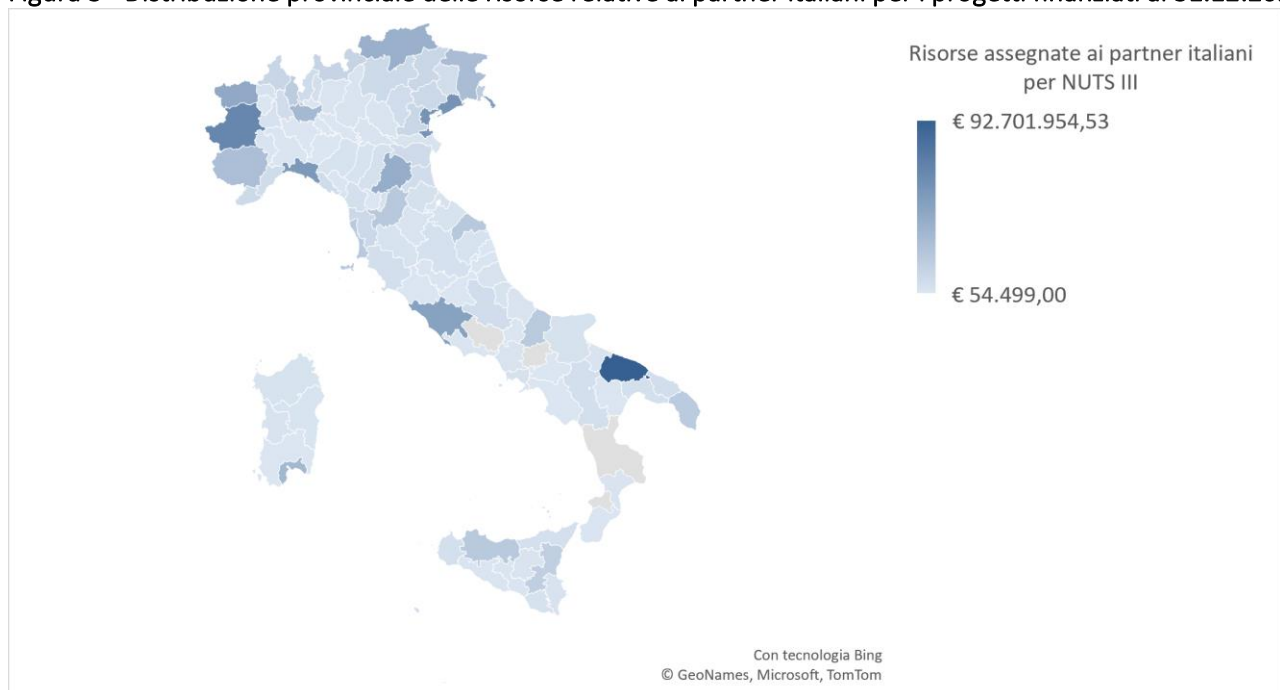 Risorse assegnate ai partner italiani
per NUTS III
€ 92.701.954,53
€ 54.499,00
Con tecnologia Bing
© GeoNames, Microsoft, TomTom